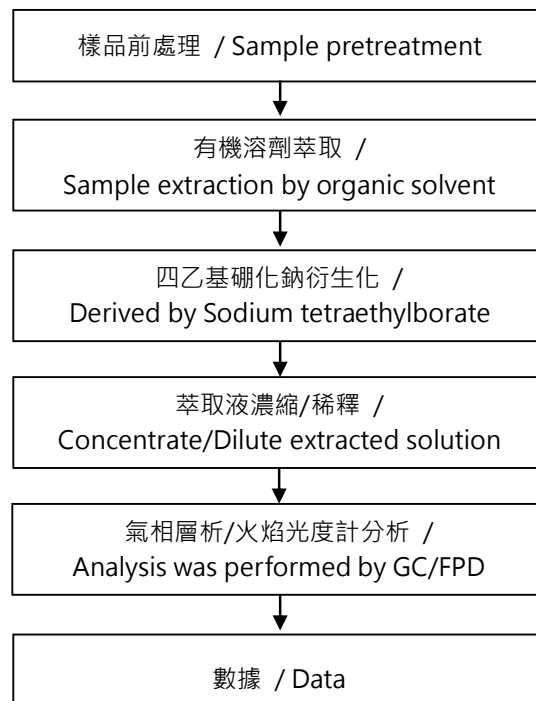 樣品前處理 / Sample pretreatment
有機溶劑萃取 /
Sample extraction by organic solvent
四乙基硼化鈉衍生化 /
Derived by Sodium tetraethylborate
萃取液濃縮/稀釋 /
Concentrate/Dilute extracted solution
氣相層析/火焰光度計分析 /
Analysis was performed by GC/FPD
數據 / Data